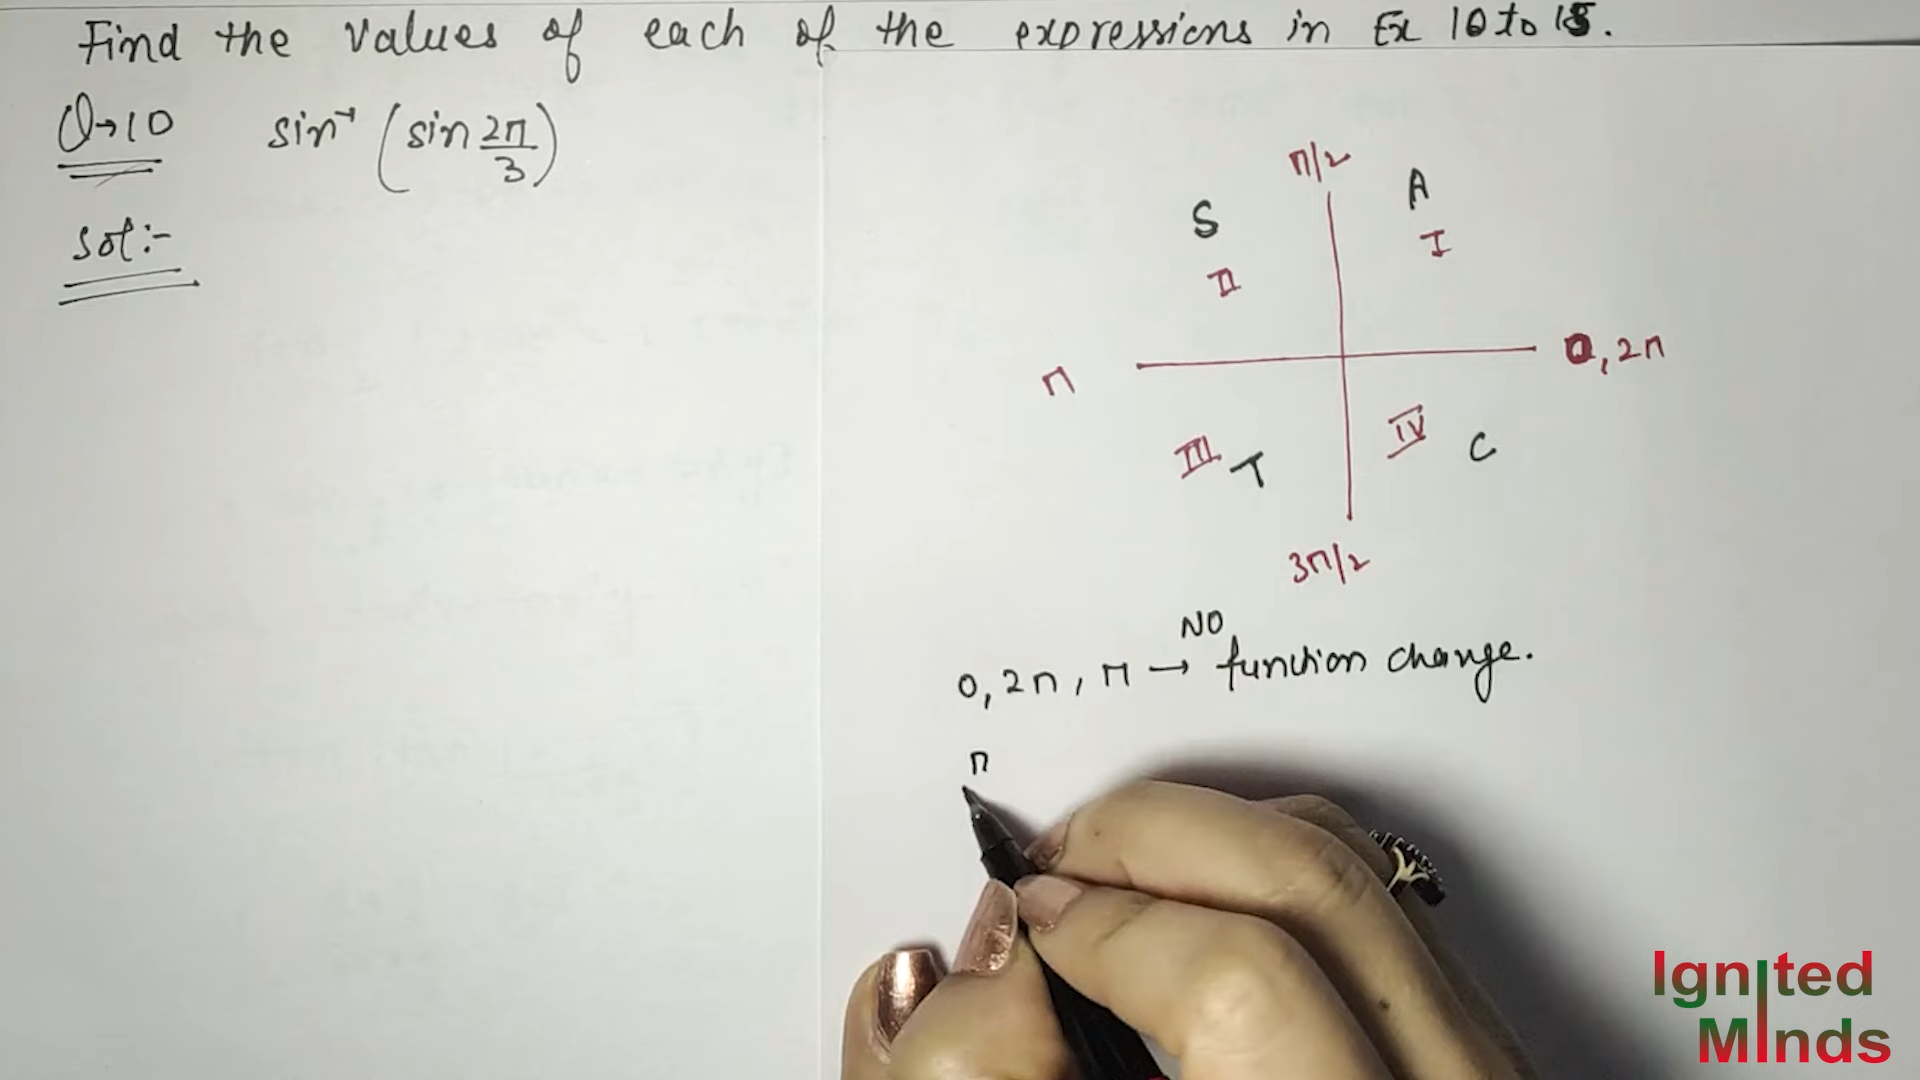 Find the values of each of the expressions in Ex 10 to 15.
Q→10 sin⁻¹ (sin 2π/3)
Sol:-
π/2
S A
II I
π 0, 2π
III T IV C
3π/2
0, 2π, π → NO function change.
π
Ignited
Minds